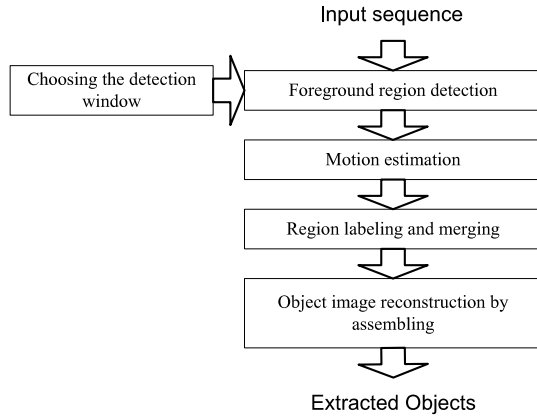 Input sequence
Choosing the detection
window
Foreground region detection
Motion estimation
Region labeling and merging
Object image reconstruction by
assembling
Extracted Objects